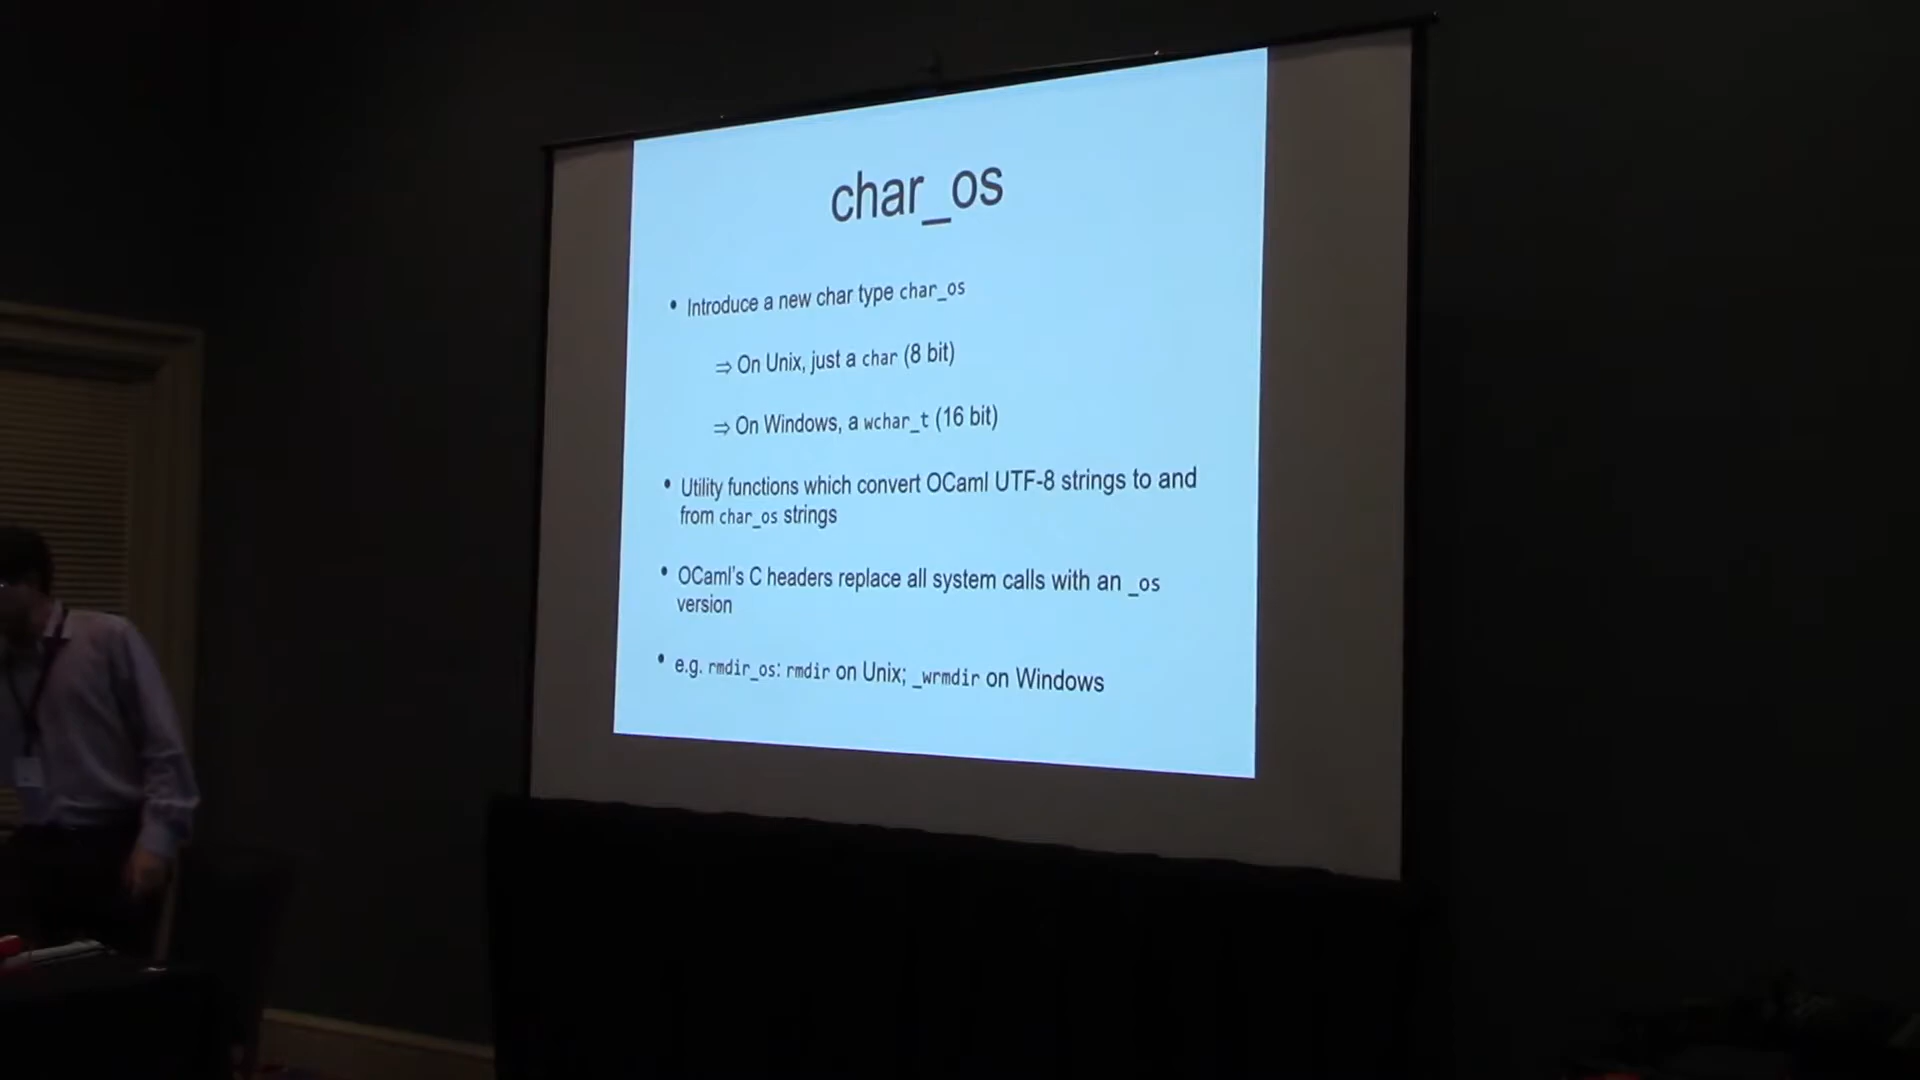 char_os
• Introduce a new char type char_os
⇒ On Unix, just a char (8 bit)
⇒ On Windows, a wchar_t (16 bit)
• Utility functions which convert OCaml UTF-8 strings to and
from char_os strings
• OCaml's C headers replace all system calls with an _os
version
• e.g. rmdir_os: rmdir on Unix; _wrmdir on Windows